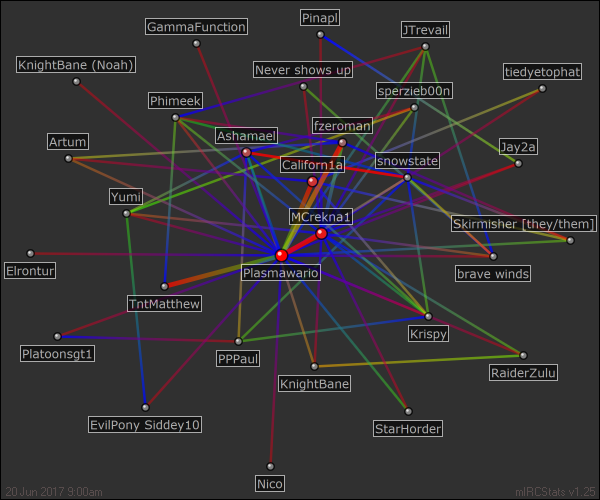 Pinapl
GammaFunction
JTrevail
KnightBane (Noah)
Never shows up
tiedyetophat
Phimeek
sperzieb00n
fzeroman
Ashamael
Artum
Jay2a
Californ1a
snowstate
Yumi
MCrekna1
Skirmisher [they/them]
Elrontur
Plasmawario
brave winds
TntMatthew
Krispy
Platoonsgt1
PPPaul
RaiderZulu
KnightBane
EvilPony Siddey10
StarHorder
Nico
20 Jun 2017 9:00am
mIRCStats v1.25